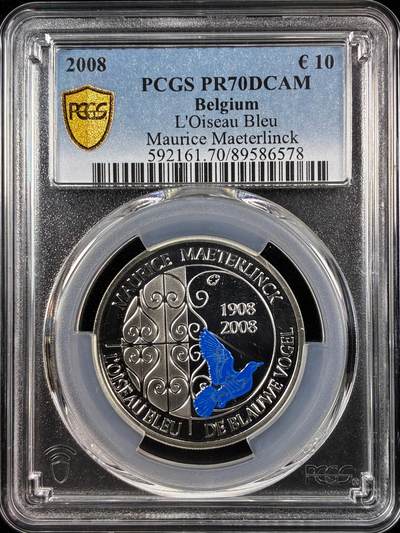 2008 € 10
PCGS PR70DCAM
Belgium
L'Oiseau Bleu
Maurice Maeterlinck
592161.70/89586578
PCGS
MAURICE MAETERLINCK
1908
2008
L'OISEAU BLEU
DE BLAUWE VOGEL
PCGS